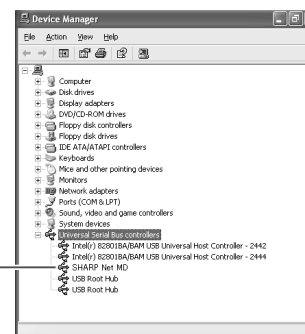 Device Manager
File Action View Help
Computer
Disk drives
Display adapters
DVD/CD-ROM drives
Floppy disk controllers
Floppy disk drives
IDE ATA/ATAPI controllers
Keyboards
Mice and other pointing devices
Monitors
Network adapters
Ports (COM & LPT)
Sound, video and game controllers
System devices
Universal Serial Bus controllers
Intel(r) 82801BA/BAM USB Universal Host Controller - 2442
Intel(r) 82801BA/BAM USB Universal Host Controller - 2444
SHARP Net MD
USB Root Hub
USB Root Hub